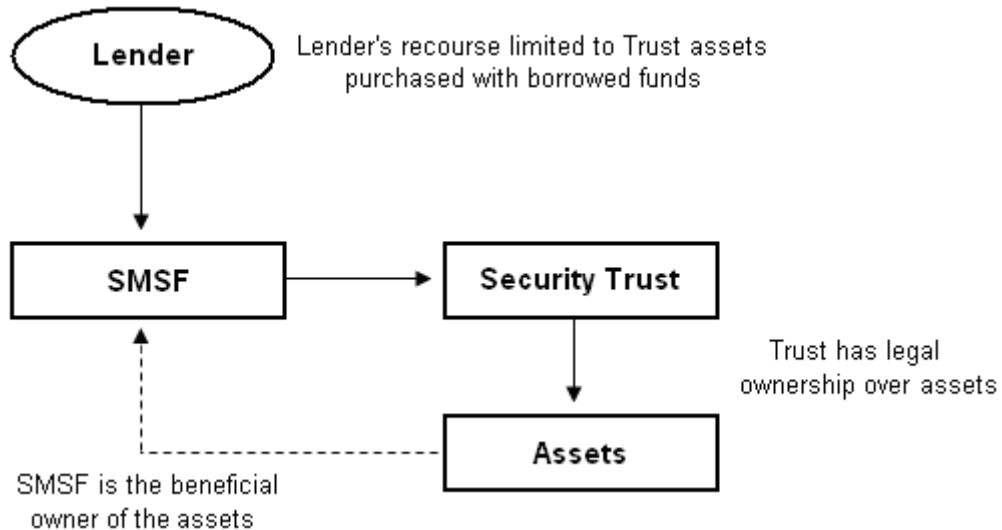 Lender
Lender's recourse limited to Trust assets
purchased with borrowed funds
SMSF
Security Trust
Trust has legal
ownership over assets
Assets
SMSF is the beneficial
owner of the assets